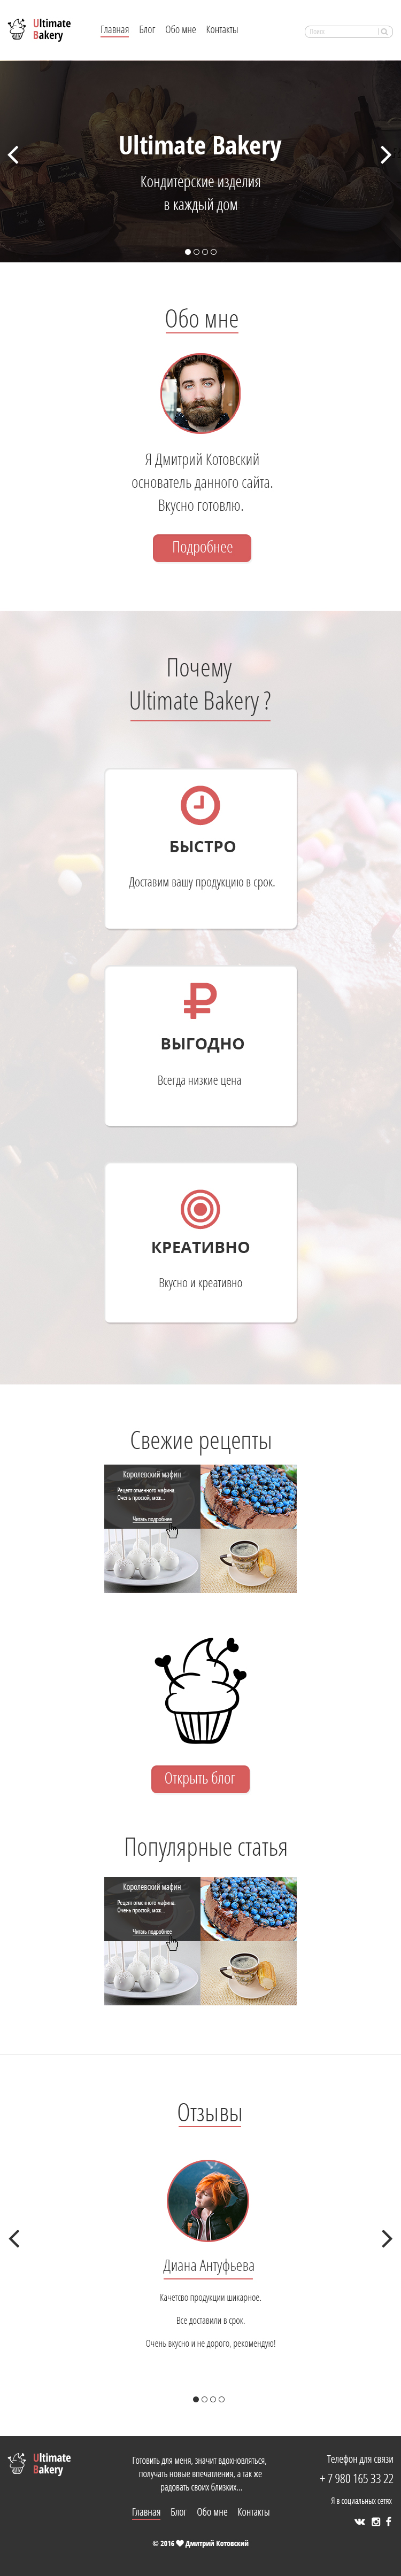 Ultimate
Bakery
Главная Блог Обо мне Контакты
Поиск
Ultimate Bakery
Кондитерские изделия
в каждый дом
Обо мне
Я Дмитрий Котовский
основатель данного сайта.
Вкусно готовлю.
Подробнее
Почему
Ultimate Bakery ?
БЫСТРО
Доставим вашу продукцию в срок.
ВЫГОДНО
Всегда низкие цена
КРЕАТИВНО
Вкусно и креативно
Свежие рецепты
Королевский мафин
Рецепт отменного мафина.
Очень простой, мож...
Читать подробнее
Открыть блог
Популярные статья
Королевский мафин
Рецепт отменного мафина.
Очень простой, мож...
Читать подробнее
Отзывы
Диана Антуфьева
Качетсво продукции шикарное.
Все доставили в срок.
Очень вкусно и не дорого, рекомендую!
Ultimate
Bakery
Готовить для меня, значит вдохновляться,
получать новые впечатления, а так же
радовать своих близких...
Главная Блог Обо мне Контакты
© 2016 Дмитрий Котовский
Телефон для связи
+ 7 980 165 33 22
Я в социальных сетях